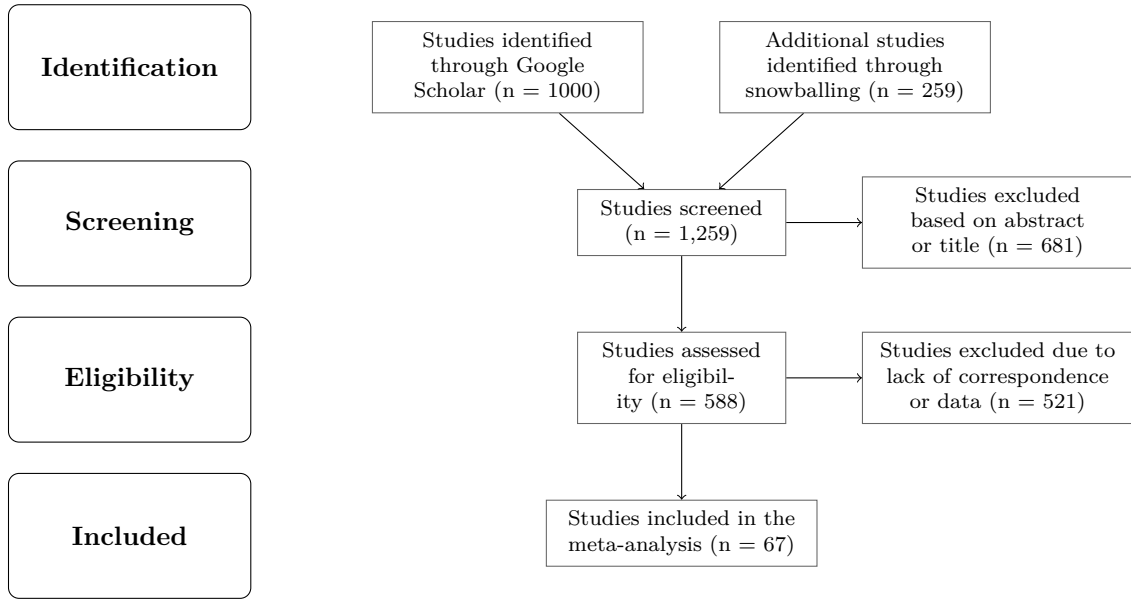 Identification
Studies identified
through Google
Scholar (n = 1000)
Additional studies
identified through
snowballing (n = 259)
Screening
Studies screened
(n = 1,259)
Studies excluded
based on abstract
or title (n = 681)
Eligibility
Studies assessed
for eligibil-
ity (n = 588)
Studies excluded due to
lack of correspondence
or data (n = 521)
Included
Studies included in the
meta-analysis (n = 67)